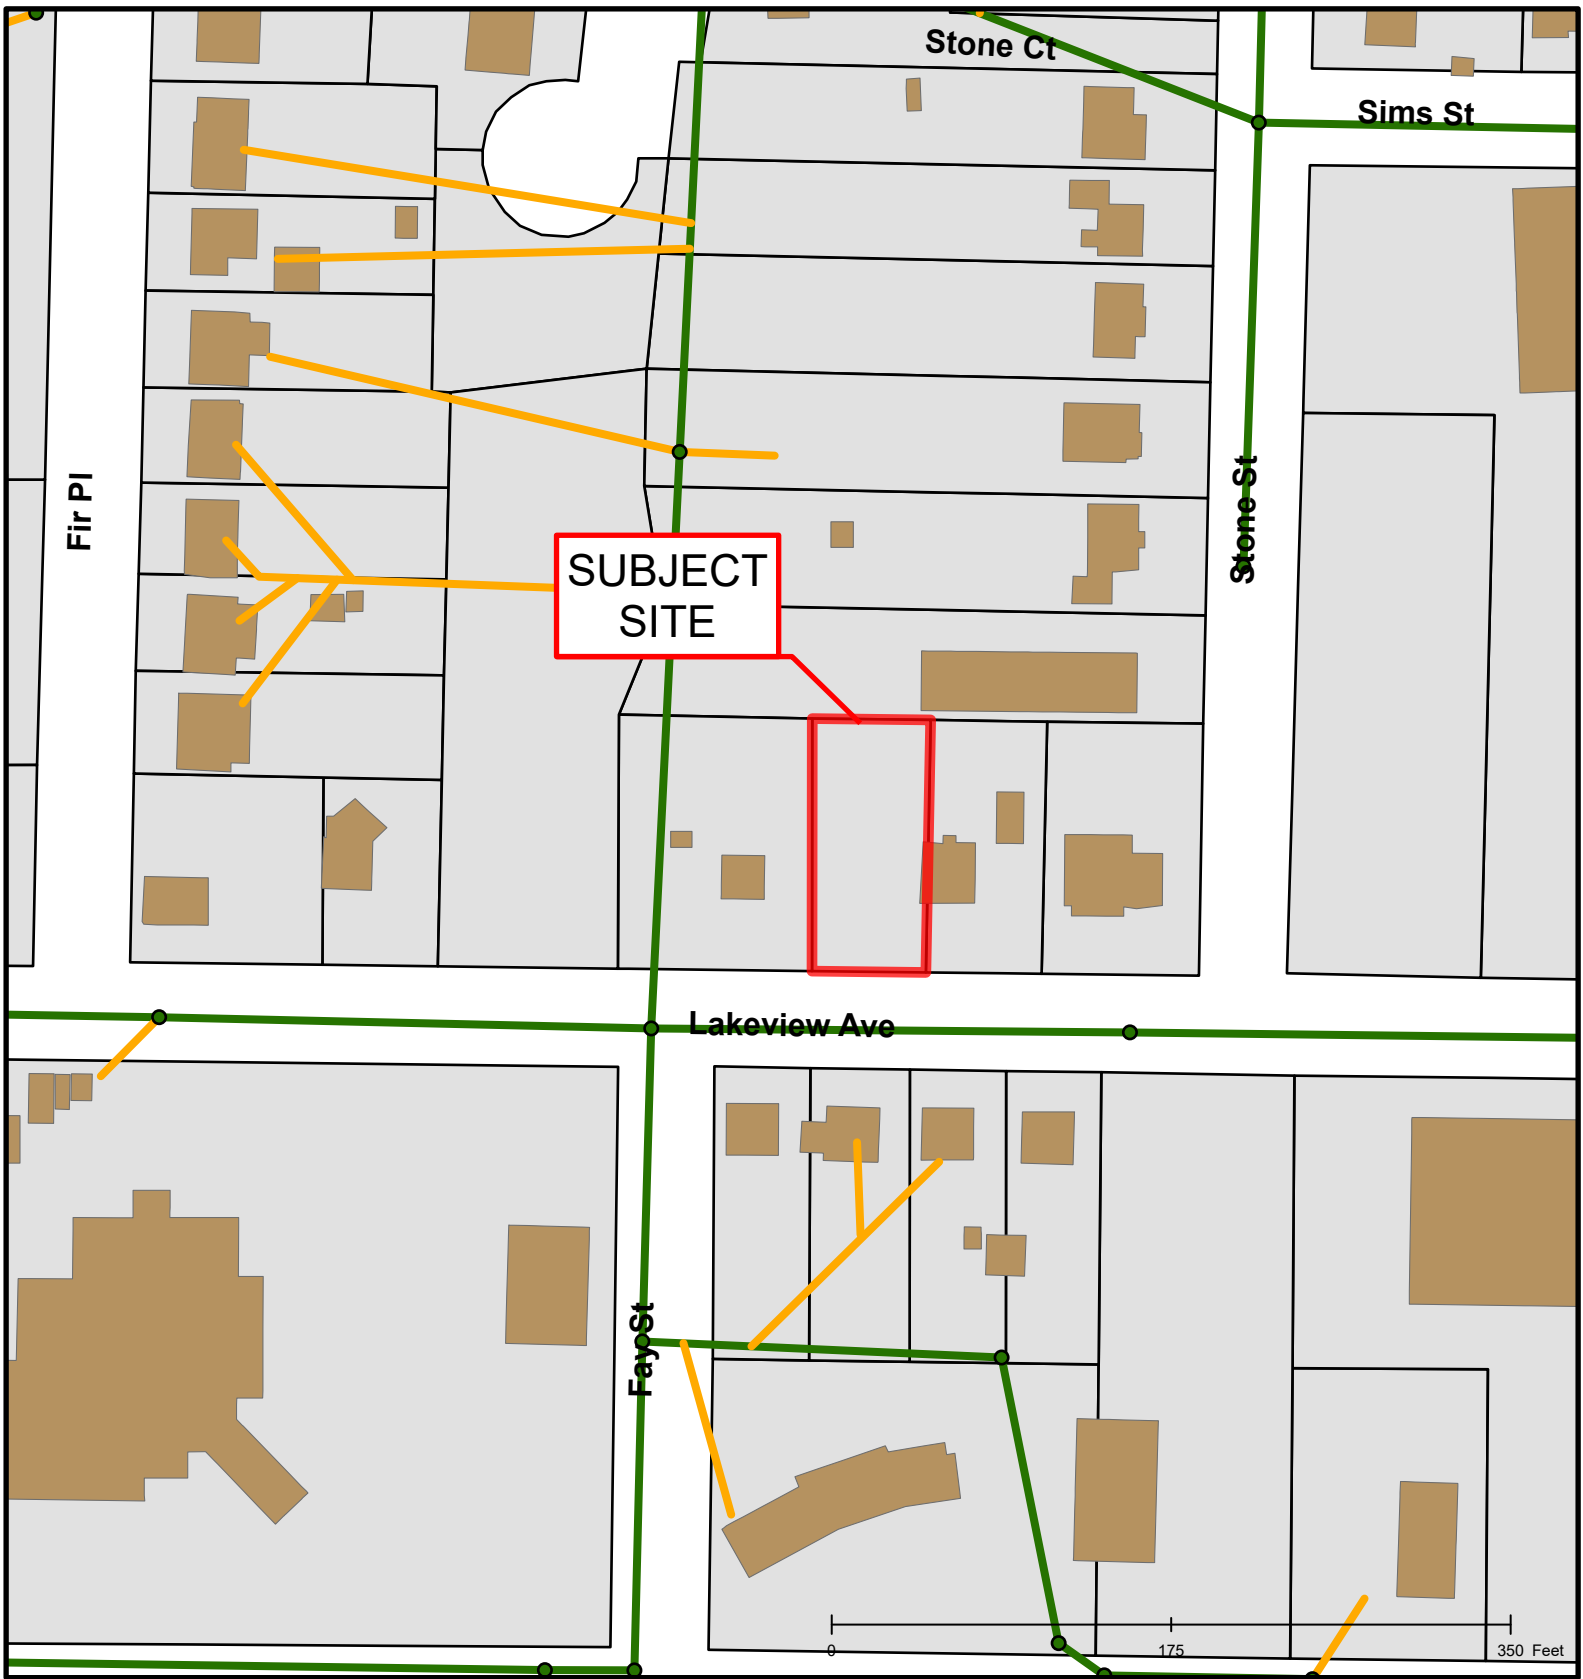 Stone Ct
Sims St
Fir Pl
Stone St
SUBJECT
SITE
Lakeview Ave
Fay St
0 175 350 Feet